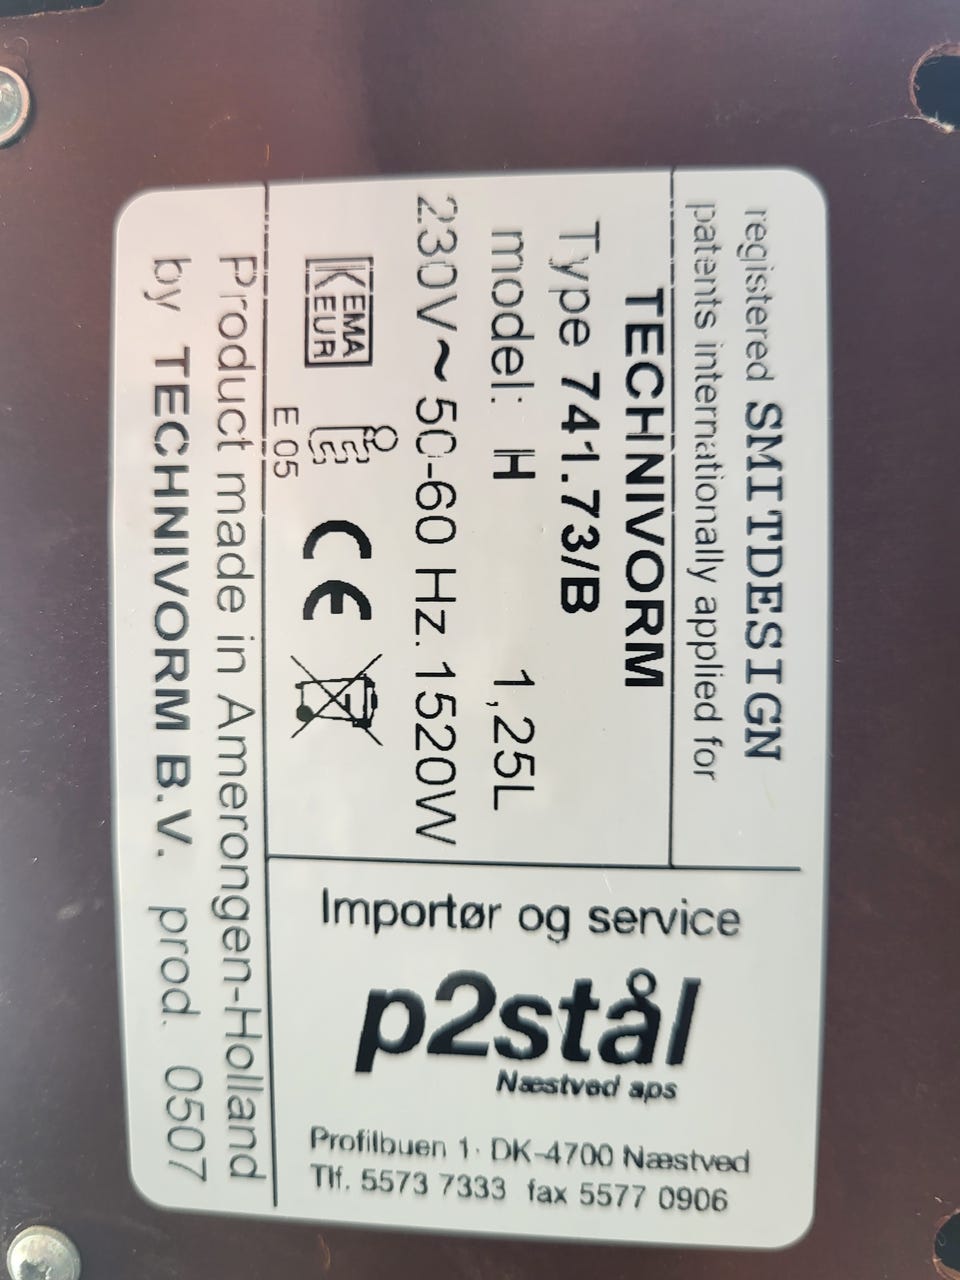 registered SMITDESIGN
patents internationally applied for
TECHNIVORM
Type 741.73/B
model: H 1,25L
230V ~ 50-60 Hz. 1520W
KEMA
EUR
E 05
CE
Product made in Amerongen-Holland
by TECHNIVORM B.V. prod. 0507
Importør og service
p2stål
Næstved aps
Profilbuen 1 · DK-4700 Næstved
Tlf. 5573 7333 fax 5577 0906